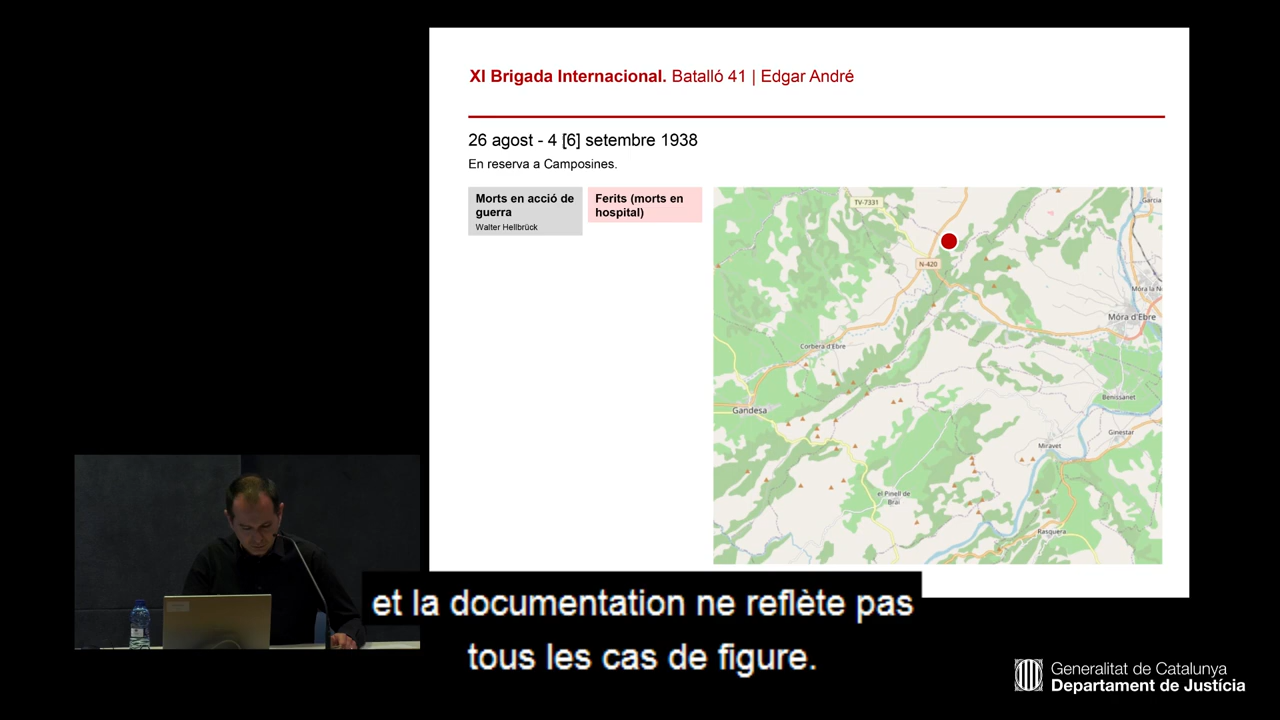 XI Brigada Internacional. Batalló 41 | Edgar André
26 agost - 4 [6] setembre 1938
En reserva a Camposines.
Morts en acció de
guerra
Walter Hellbrück
Ferits (morts en
hospital)
TV-7331
Garcia
N-420
Móra la N
Móra d'Ebre
Corbera d'Ebre
Gandesa
Benissanet
Ginestar
Miravet
el Pinell de
Brai
Rasquera
et la documentation ne reflète pas
tous les cas de figure.
Generalitat de Catalunya
Departament de Justícia